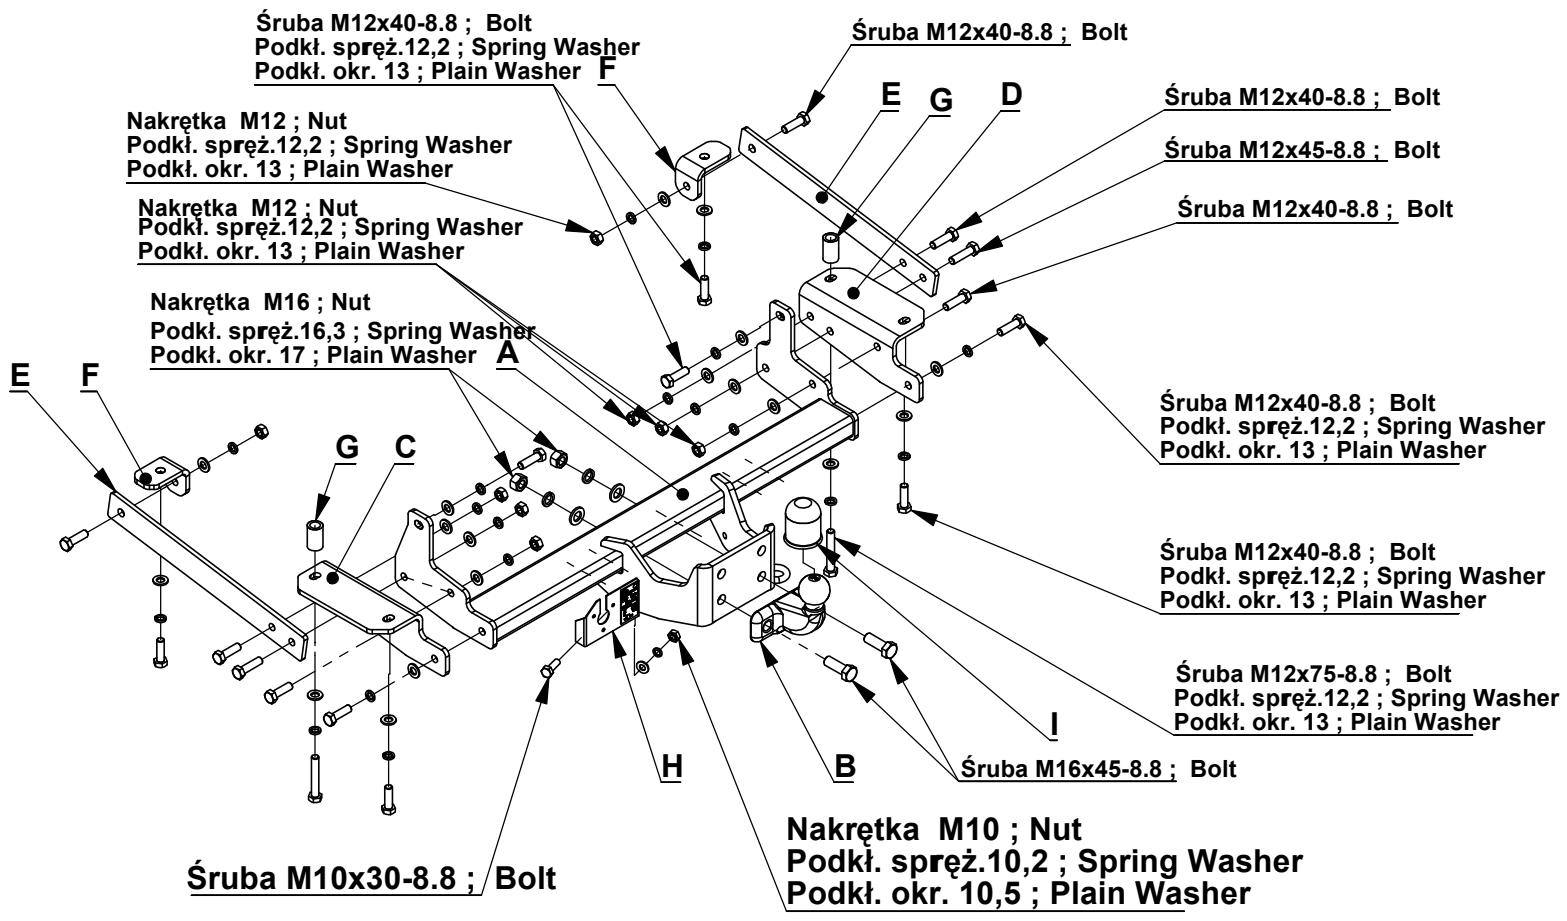 Śruba M12x40-8.8 ; Bolt
Podkł. spręż.12,2 ; Spring Washer
Podkł. okr. 13 ; Plain Washer
F
Śruba M12x40-8.8 ; Bolt
E
G
D
Śruba M12x40-8.8 ; Bolt
Śruba M12x45-8.8 ; Bolt
Śruba M12x40-8.8 ; Bolt
Nakrętka M12 ; Nut
Podkł. spręż.12,2 ; Spring Washer
Podkł. okr. 13 ; Plain Washer
Nakrętka M12 ; Nut
Podkł. spręż.12,2 ; Spring Washer
Podkł. okr. 13 ; Plain Washer
Nakrętka M16 ; Nut
Podkł. spręż.16,3 ; Spring Washer
Podkł. okr. 17 ; Plain Washer
A
E
F
G
C
Śruba M12x40-8.8 ; Bolt
Podkł. spręż.12,2 ; Spring Washer
Podkł. okr. 13 ; Plain Washer
Śruba M12x40-8.8 ; Bolt
Podkł. spręż.12,2 ; Spring Washer
Podkł. okr. 13 ; Plain Washer
Śruba M12x75-8.8 ; Bolt
Podkł. spręż.12,2 ; Spring Washer
Podkł. okr. 13 ; Plain Washer
I
H
B
Śruba M16x45-8.8 ; Bolt
Śruba M10x30-8.8 ; Bolt
Nakrętka M10 ; Nut
Podkł. spręż.10,2 ; Spring Washer
Podkł. okr. 10,5 ; Plain Washer